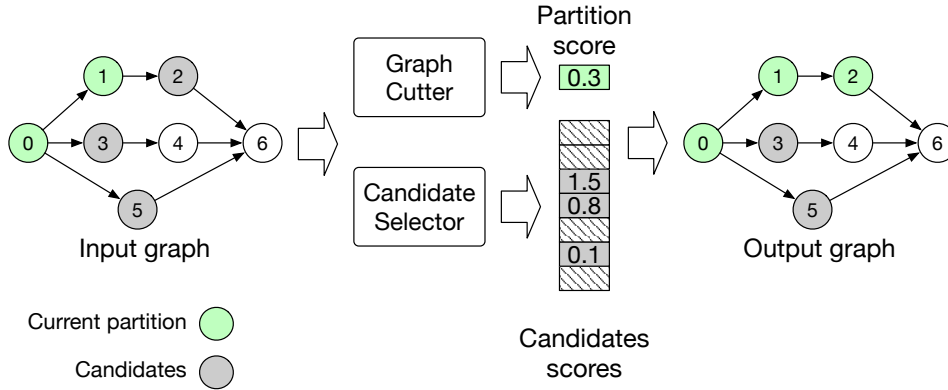 Partition
score
Graph
Cutter
0.3
1
2
0
3
4
6
5
Input graph
Candidate
Selector
1.5
0.8
0.1
1
2
0
3
4
6
5
Output graph
Current partition
Candidates
Candidates
scores